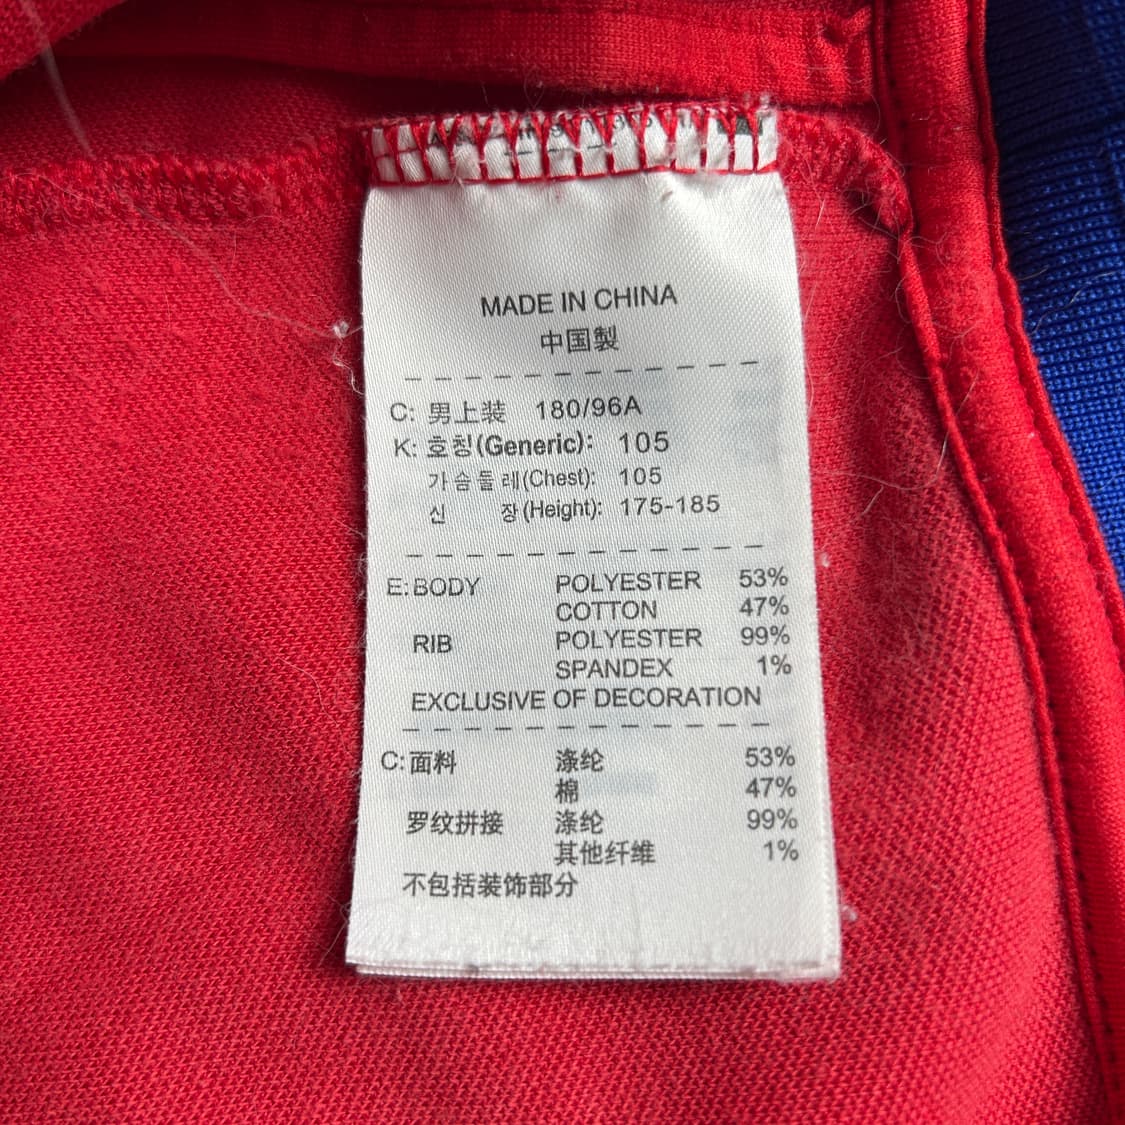 MADE IN CHINA
中国製
C: 男上装 180/96A
K: 호칭(Generic): 105
가슴둘레(Chest): 105
신 장(Height): 175-185
E: BODY POLYESTER 53%
COTTON 47%
RIB POLYESTER 99%
SPANDEX 1%
EXCLUSIVE OF DECORATION
C: 面料 涤纶 53%
棉 47%
罗纹拼接 涤纶 99%
其他纤维 1%
不包括装饰部分